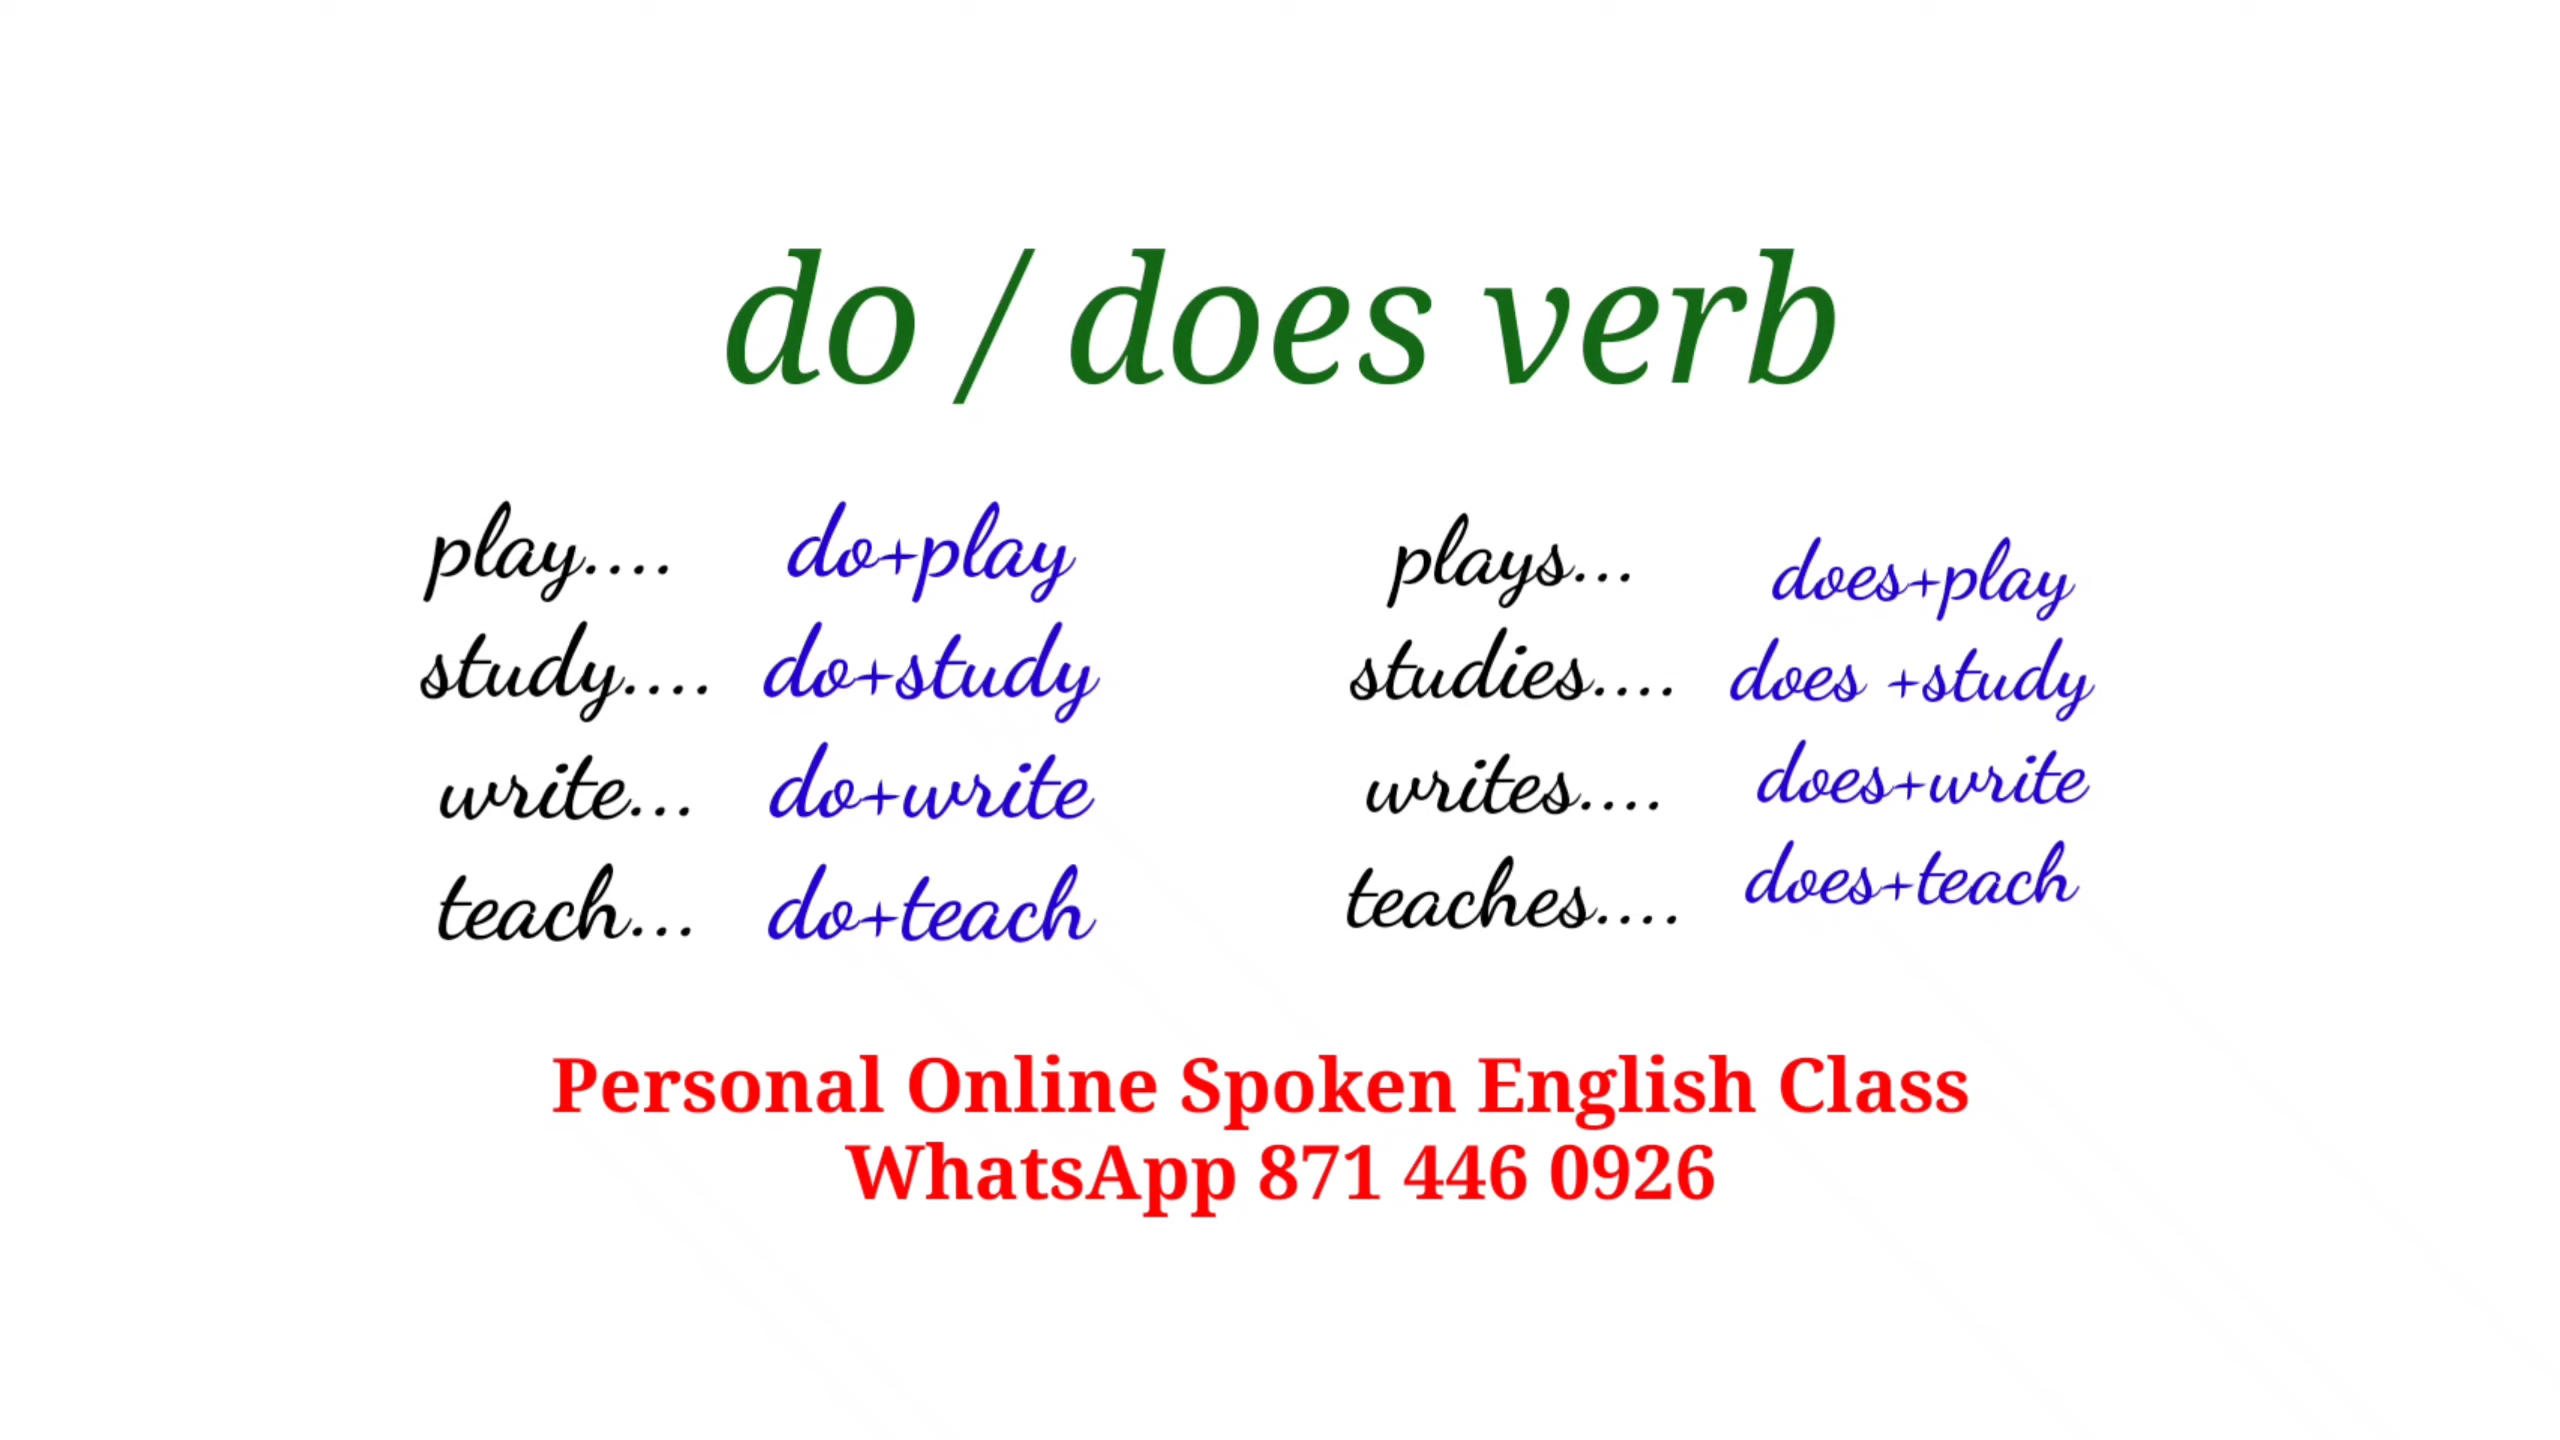 do / does verb
play.... do+play
study.... do+study
write... do+write
teach... do+teach
plays... does+play
studies.... does +study
writes.... does+write
teaches.... does+teach
Personal Online Spoken English Class
WhatsApp 871 446 0926